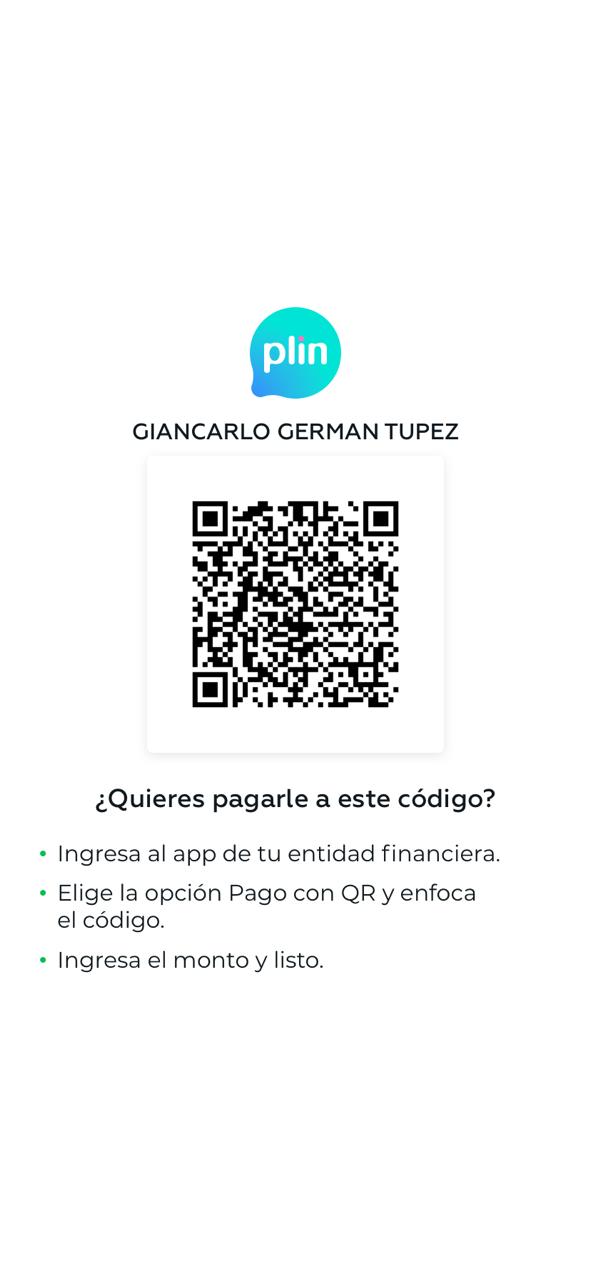 plin
GIANCARLO GERMAN TUPEZ
¿Quieres pagarle a este código?
• Ingresa al app de tu entidad financiera.
• Elige la opción Pago con QR y enfoca
el código.
• Ingresa el monto y listo.